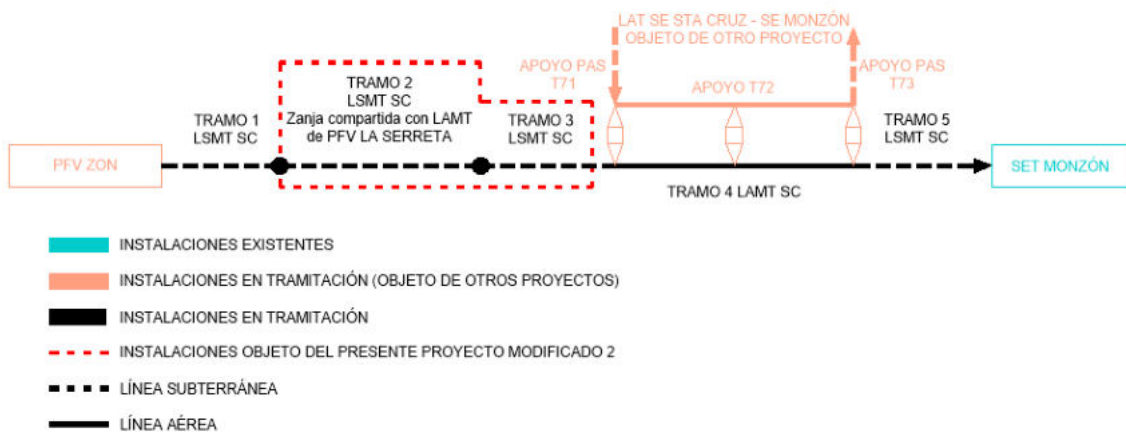 LAT SE STA CRUZ - SE MONZÓN
OBJETO DE OTRO PROYECTO
APOYO PAS
T71
APOYO T72
APOYO PAS
T73
TRAMO 1
LSMT SC
TRAMO 2
LSMT SC
Zanja compartida con LAMT
de PFV LA SERRETA
TRAMO 3
LSMT SC
TRAMO 5
LSMT SC
PFV ZON
SET MONZÓN
TRAMO 4 LAMT SC
INSTALACIONES EXISTENTES
INSTALACIONES EN TRAMITACIÓN (OBJETO DE OTROS PROYECTOS)
INSTALACIONES EN TRAMITACIÓN
INSTALACIONES OBJETO DEL PRESENTE PROYECTO MODIFICADO 2
LÍNEA SUBTERRÁNEA
LÍNEA AÉREA